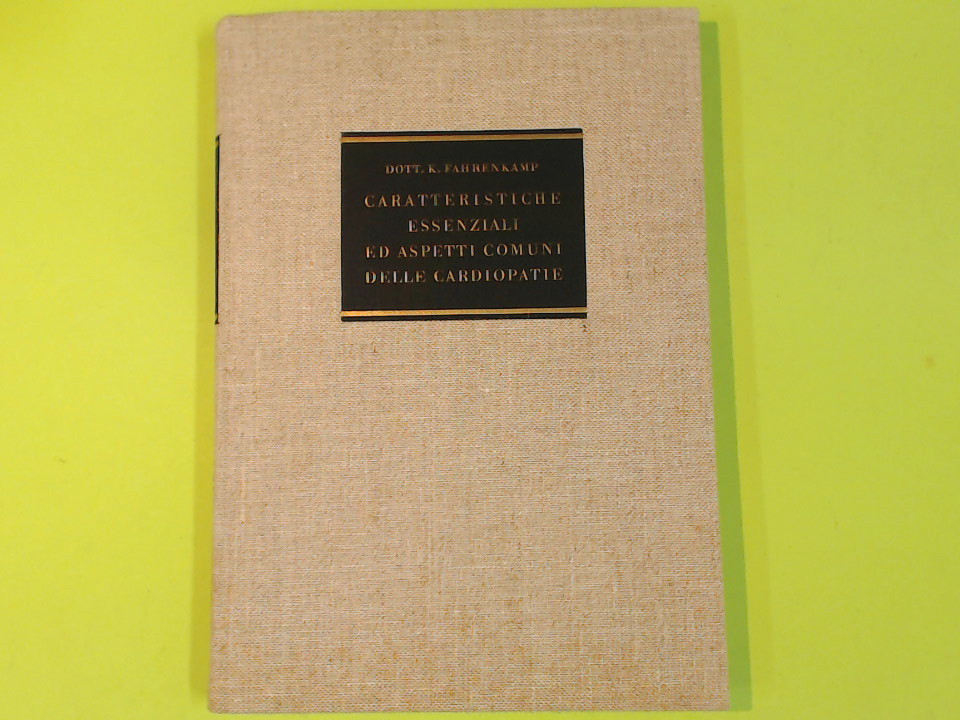 DOTT. K. FAHRENKAMP
CARATTERISTICHE
ESSENZIALI
ED ASPETTI COMUNI
DELLE CARDIOPATIE